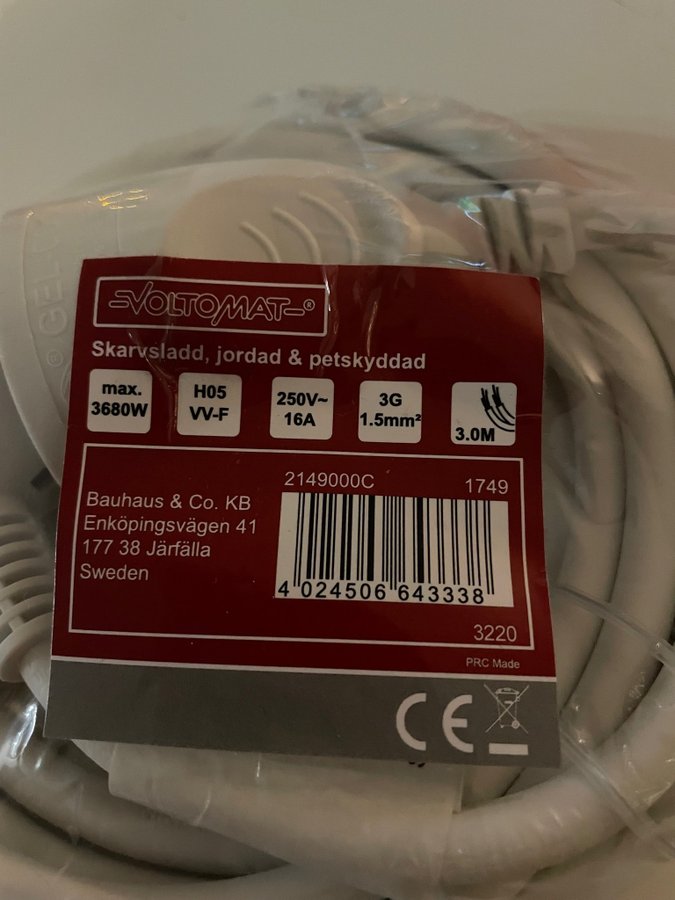 VOLTOMAT®
Skarvsladd, jordad & petskyddad
max.
3680W
H05
VV-F
250V~
16A
3G
1.5mm²
3.0M
2149000C
1749
Bauhaus & Co. KB
Enköpingsvägen 41
177 38 Järfälla
Sweden
4 024506 643338
3220
PRC Made
CE